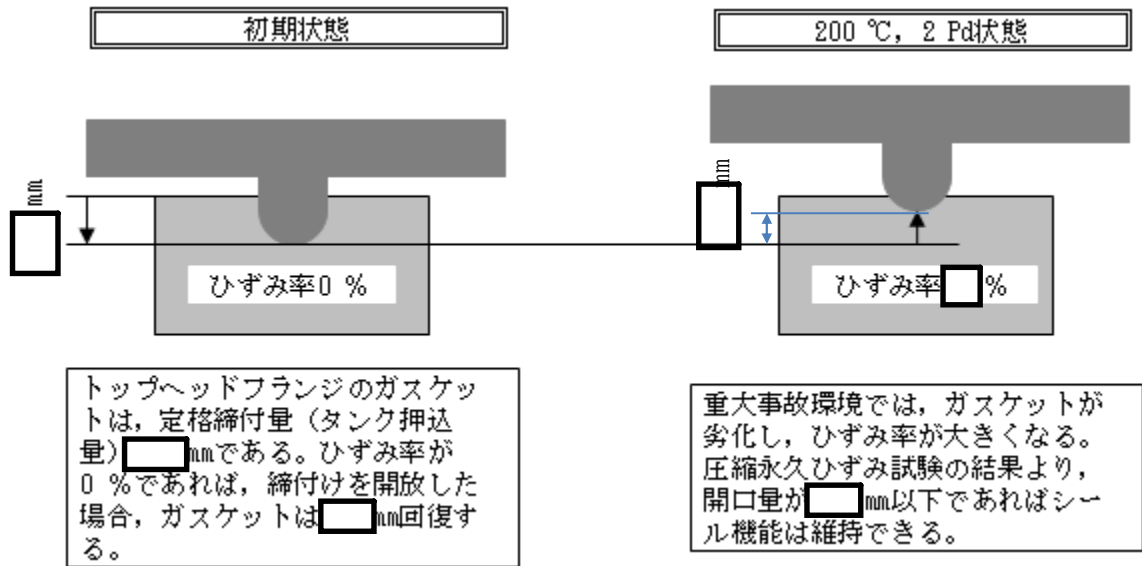 初期状態
200 ℃, 2 Pd状態
mm
mm
ひずみ率0 %
ひずみ率 %
トップヘッドフランジのガスケッ
トは，定格締付量（タンク押込
量） mmである。ひずみ率が
0 %であれば，締付けを開放した
場合，ガスケットは mm回復す
る。
重大事故環境では，ガスケットが
劣化し，ひずみ率が大きくなる。
圧縮永久ひずみ試験の結果より，
開口量が mm以下であればシー
ル機能は維持できる。